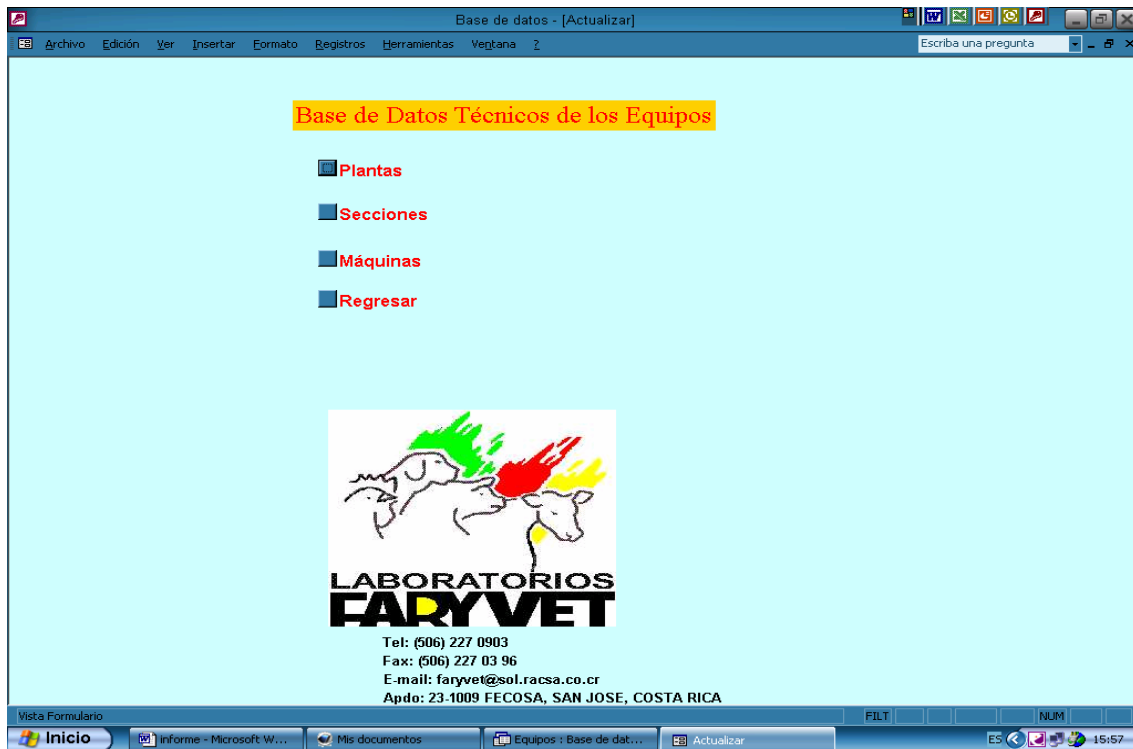 Base de datos - [Actualizar]
Archivo Edición Ver Insertar Formato Registros Herramientas Ventana ?
Escriba una pregunta
Base de Datos Técnicos de los Equipos
Plantas
Secciones
Máquinas
Regresar
LABORATORIOS
FARYVET
Tel: (506) 227 0903
Fax: (506) 227 03 96
E-mail: faryvet@sol.racsa.co.cr
Apdo: 23-1009 FECOSA, SAN JOSE, COSTA RICA
Vista Formulario FILT NUM
Inicio informe - Microsoft W... Mis documentos Equipos : Base de dat... Actualizar ES 15:57